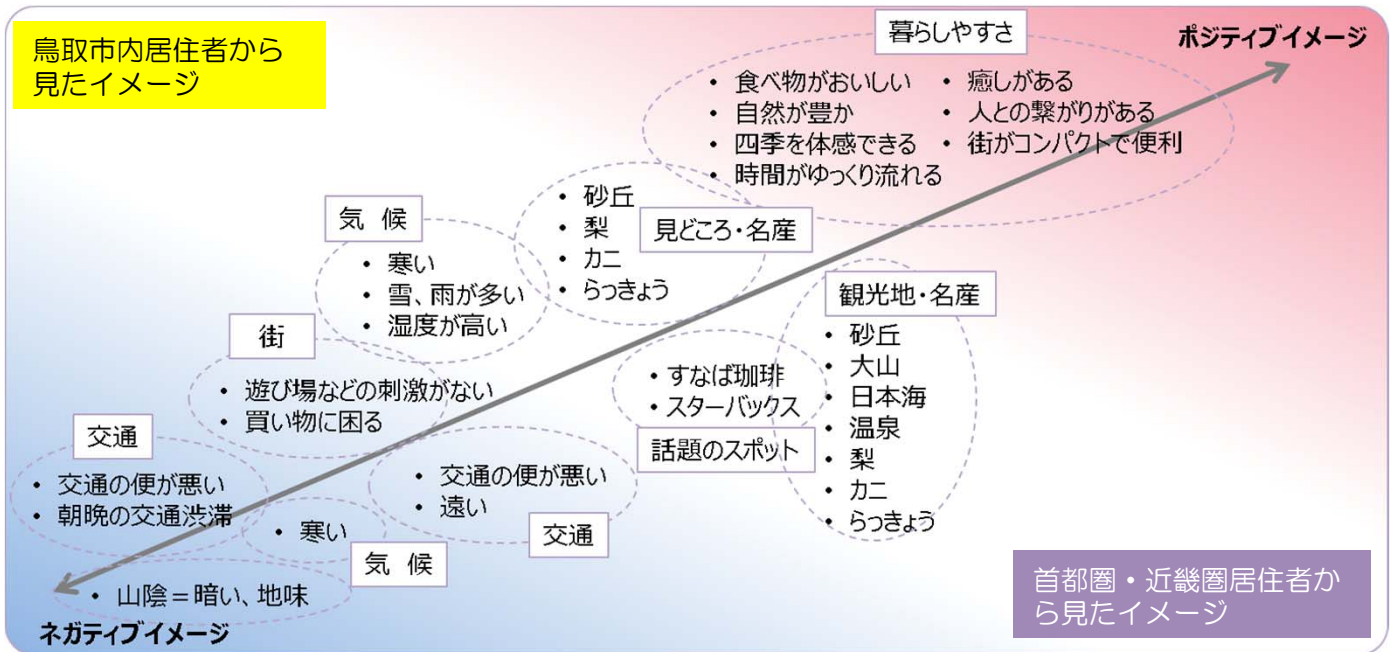 鳥取市内居住者から
見たイメージ
ポジティブイメージ
暮らしやすさ
・食べ物がおいしい
・自然が豊か
・四季を体感できる
・時間がゆっくり流れる
・癒しがある
・人との繋がりがある
・街がコンパクトで便利
見どころ・名産
・砂丘
・梨
・カニ
・らっきょう
気 候
・寒い
・雪、雨が多い
・湿度が高い
街
・遊び場などの刺激がない
・買い物に困る
交通
・交通の便が悪い
・朝晩の交通渋滞
観光地・名産
・砂丘
・大山
・日本海
・温泉
・梨
・カニ
・らっきょう
・すなば珈琲
・スターバックス
話題のスポット
・交通の便が悪い
・遠い
交通
・寒い
気 候
・山陰＝暗い、地味
ネガティブイメージ
首都圏・近畿圏居住者か
ら見たイメージ